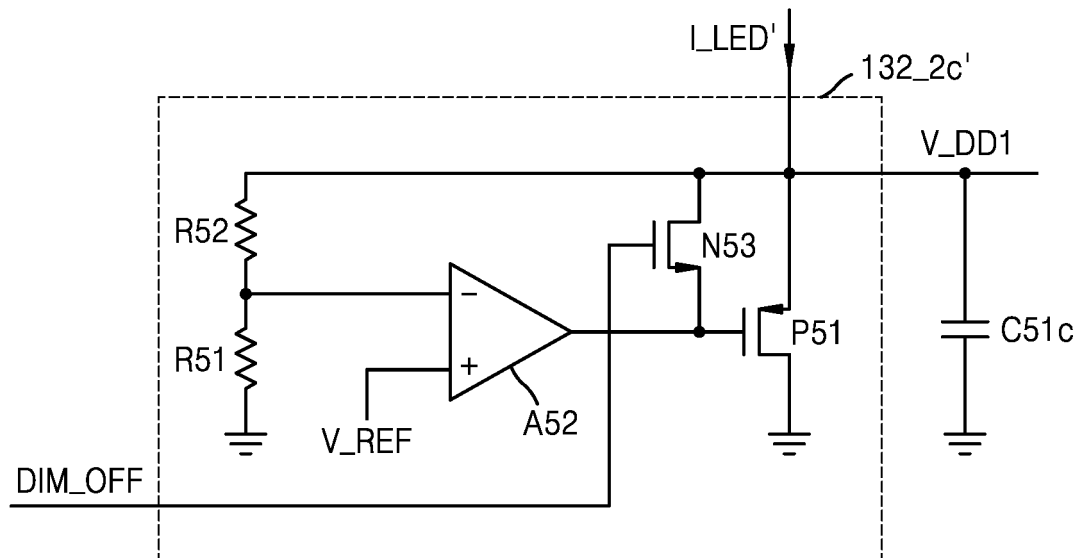 I_LED'
132_2c'
V_DD1
R52
N53
−
R51
P51
C51c
+
V_REF
A52
DIM_OFF